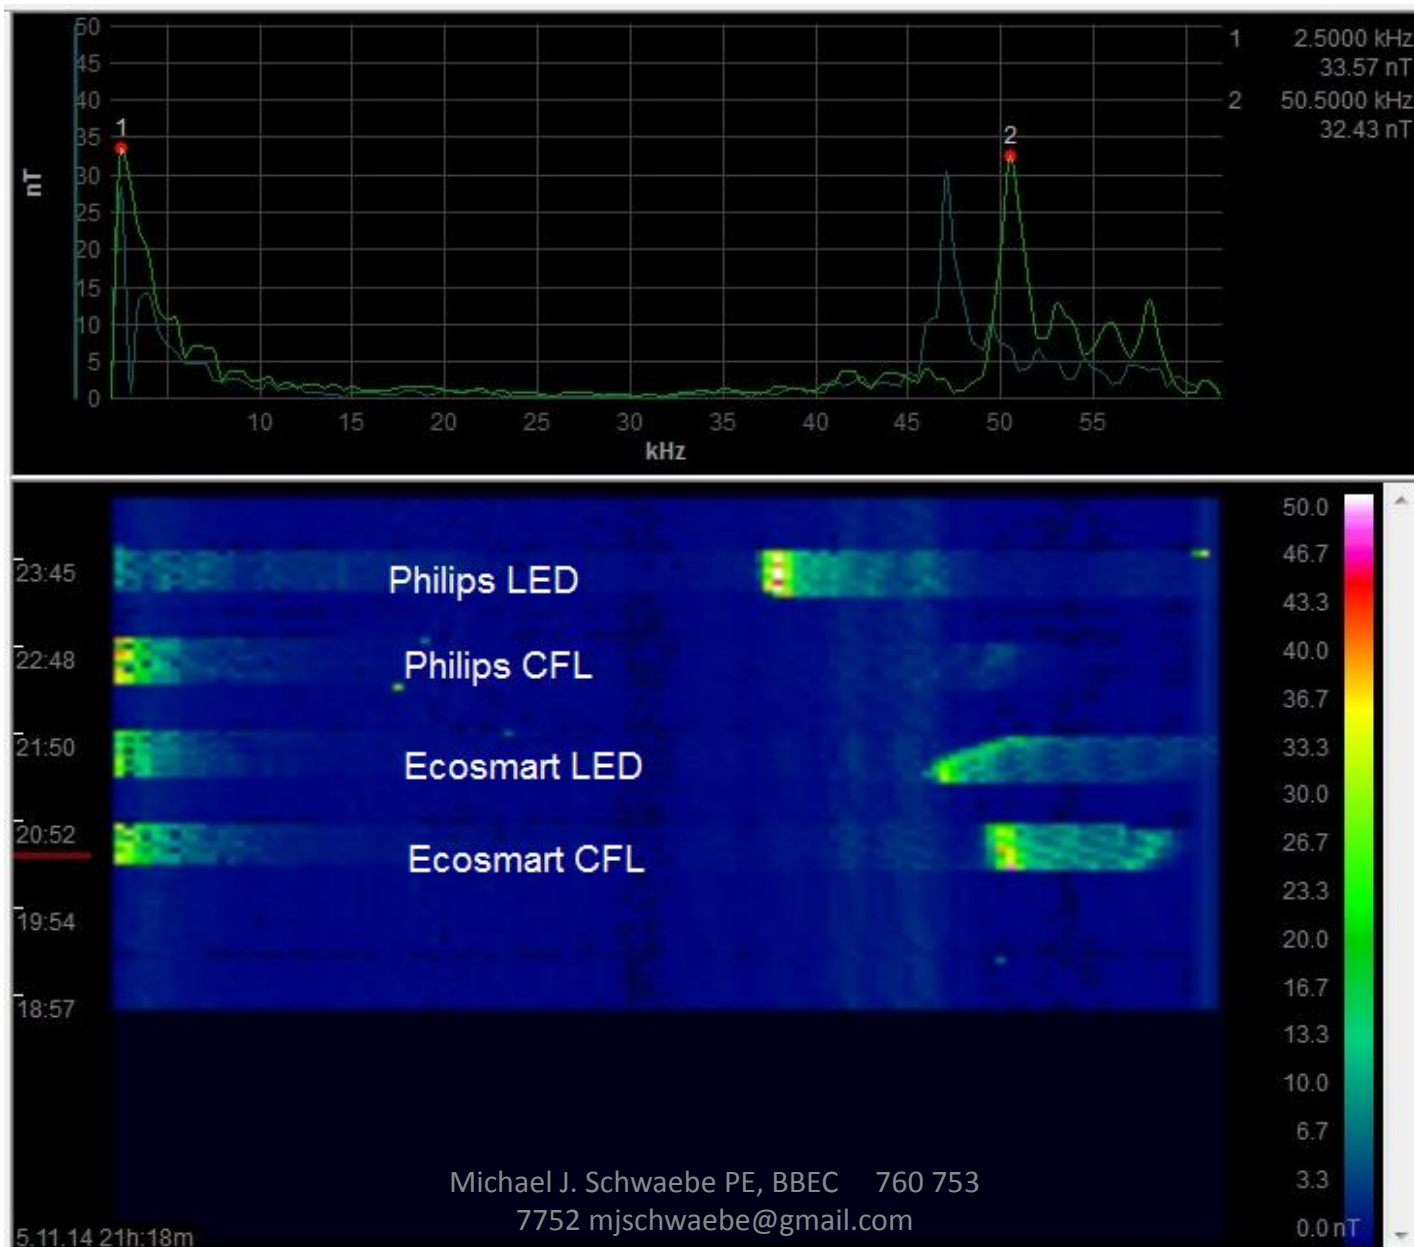 50
45
40
35
30
25
20
15
10
5
0
nT
1
2
10 15 20 25 30 35 40 45 50 55
kHz
1 2.5000 kHz
33.57 nT
2 50.5000 kHz
32.43 nT
23:45
22:48
21:50
20:52
19:54
18:57
Philips LED
Philips CFL
Ecosmart LED
Ecosmart CFL
50.0
46.7
43.3
40.0
36.7
33.3
30.0
26.7
23.3
20.0
16.7
13.3
10.0
6.7
3.3
0.0 nT
Michael J. Schwaebe PE, BBEC 760 753
7752 mjschwaebe@gmail.com
5.11.14 21h:18m